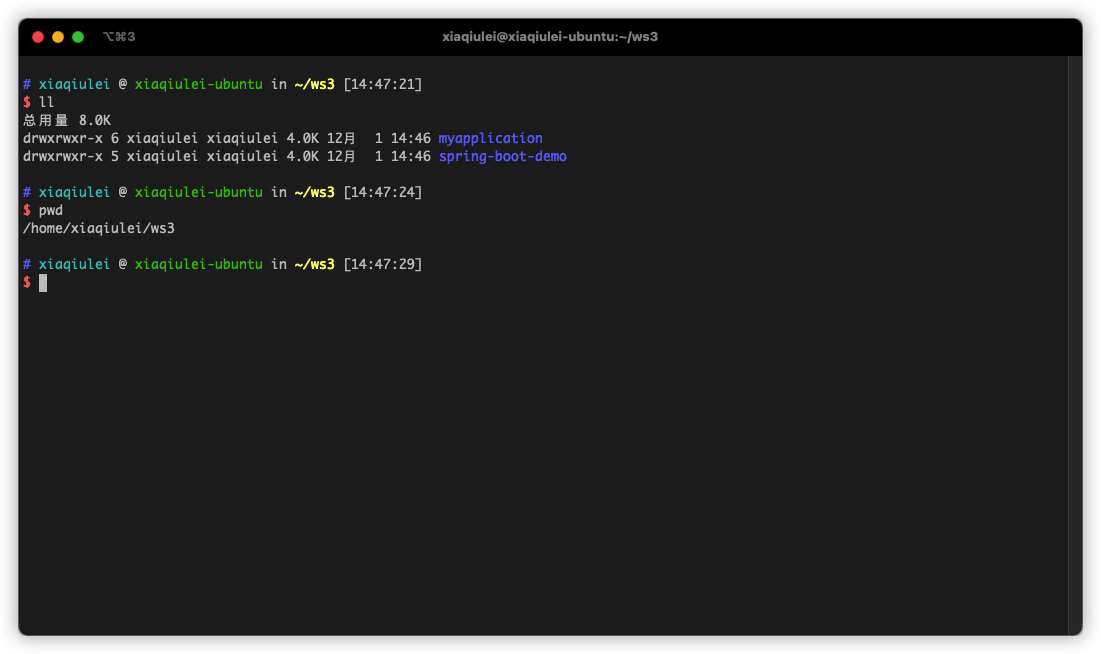 ⌥⌘3
xiaqiulei@xiaqiulei-ubuntu:~/ws3
# xiaqiulei @ xiaqiulei-ubuntu in ~/ws3 [14:47:21]
$ ll
总用量 8.0K
drwxrwxr-x 6 xiaqiulei xiaqiulei 4.0K 12月  1 14:46 myapplication
drwxrwxr-x 5 xiaqiulei xiaqiulei 4.0K 12月  1 14:46 spring-boot-demo
# xiaqiulei @ xiaqiulei-ubuntu in ~/ws3 [14:47:24]
$ pwd
/home/xiaqiulei/ws3
# xiaqiulei @ xiaqiulei-ubuntu in ~/ws3 [14:47:29]
$